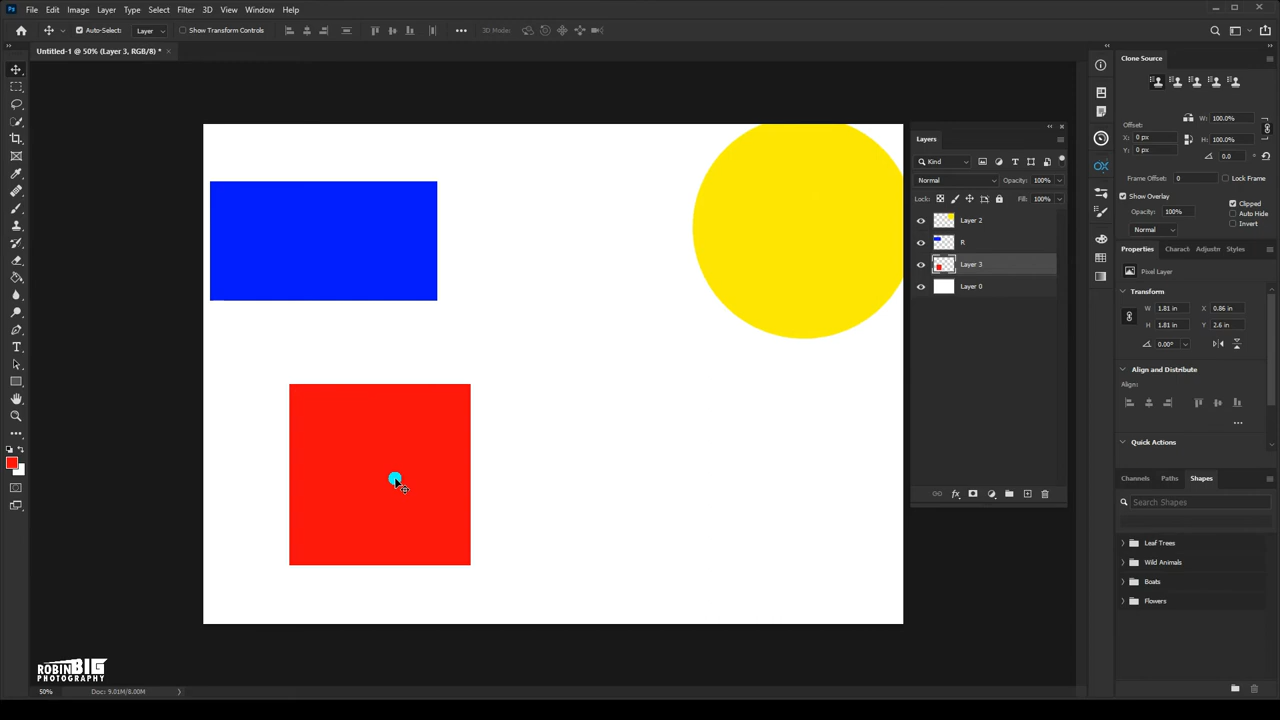 Ps File Edit Image Layer Type Select Filter 3D View Window Help
Auto-Select: Layer Show Transform Controls 3D Mode:
Untitled-1 @ 50% (Layer 3, RGB/8) *
Layers
Kind
Normal Opacity: 100%
Lock: Fill: 100%
Layer 2
R
Layer 3
Layer 0
Clone Source
Offset: W: 100.0%
X: 0 px H: 100.0%
Y: 0 px 0.0 °
Frame Offset: 0 Lock Frame
Show Overlay Clipped
Opacity: 100% Auto Hide
Normal Invert
Properties Charact Adjustm Styles
Pixel Layer
Transform
W 1.81 in X 0.86 in
H 1.81 in Y 2.6 in
0.00°
Align and Distribute
Align:
Quick Actions
Channels Paths Shapes
Search Shapes
Leaf Trees
Wild Animals
Boats
Flowers
ROBINBIG
PHOTOGRAPHY
50% Doc: 9.01M/8.00M